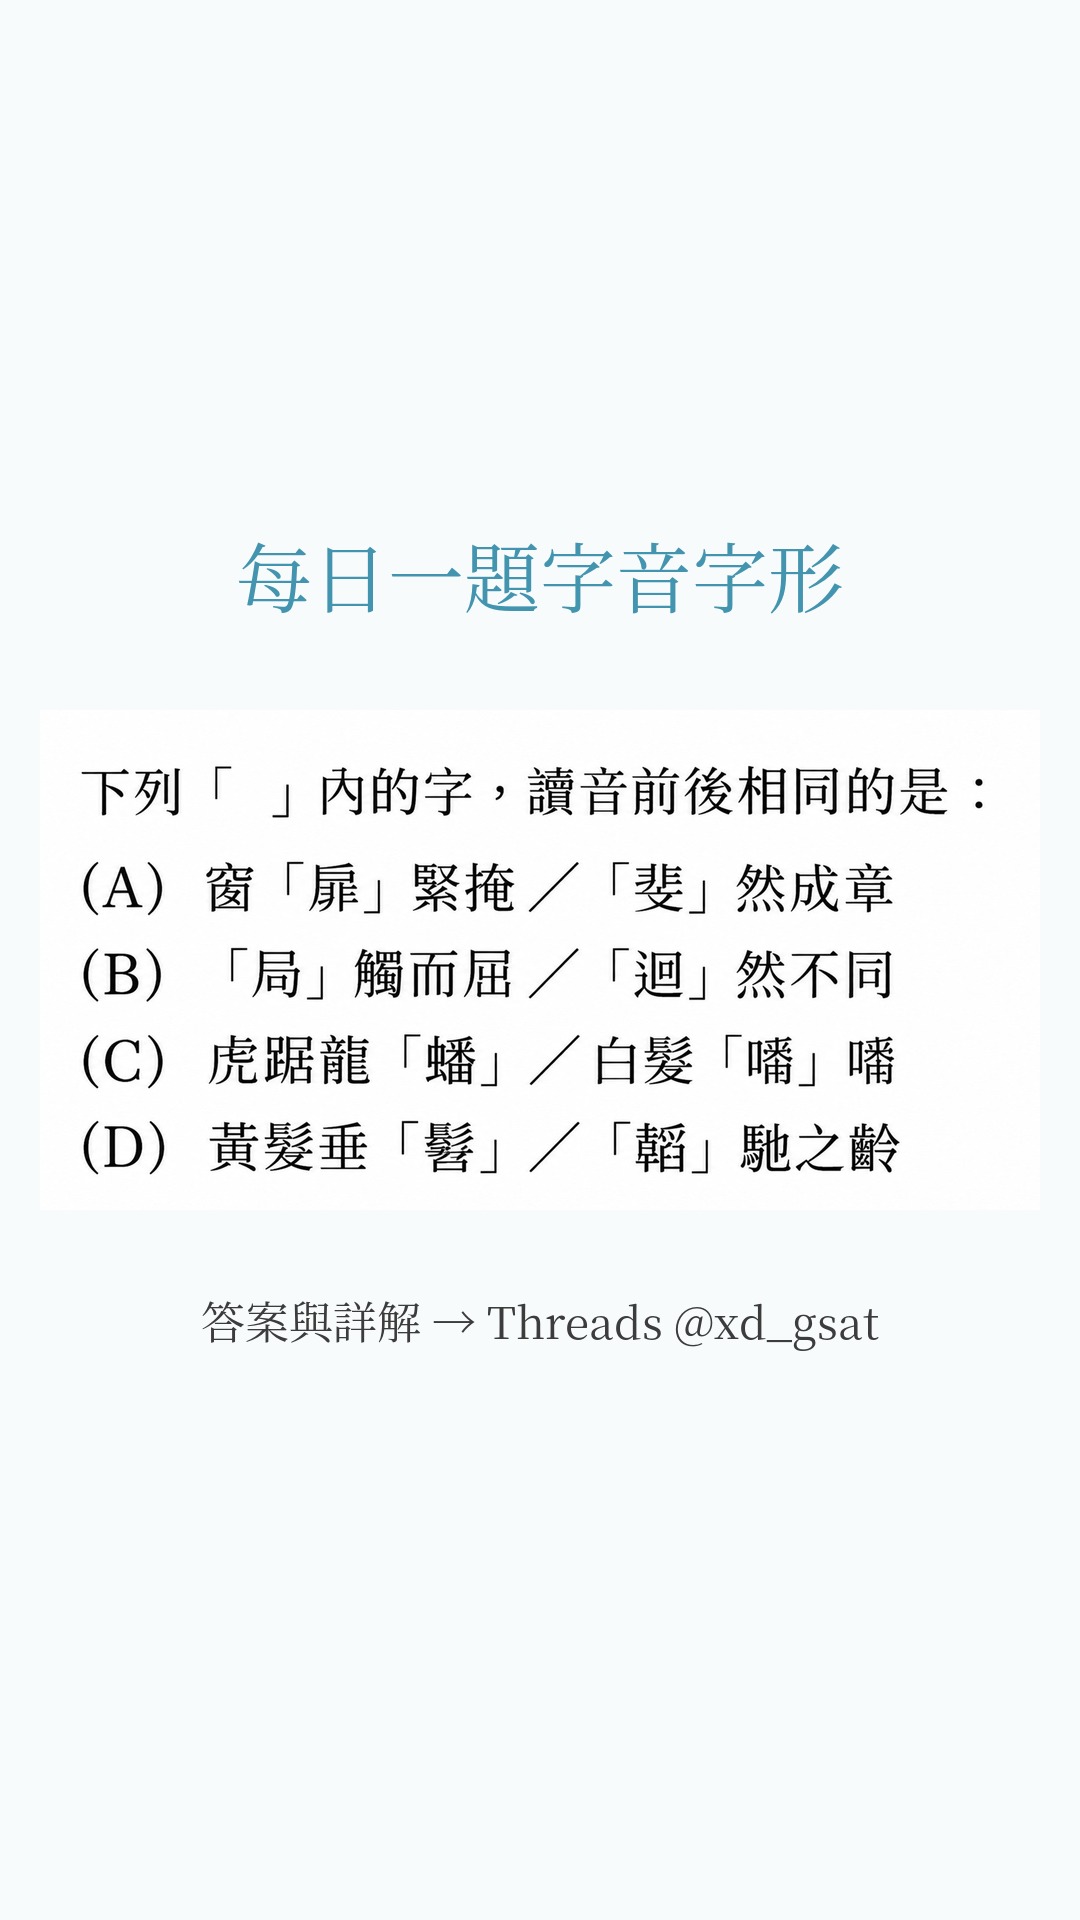 每日一題字音字形
下列「　」內的字，讀音前後相同的是：
(A) 窗「扉」緊掩／「斐」然成章
(B) 「局」觸而屈／「迴」然不同
(C) 虎踞龍「蟠」／白髮「皤」皤
(D) 黃髮垂「髫」／「韜」馳之齡
答案與詳解 → Threads @xd_gsat